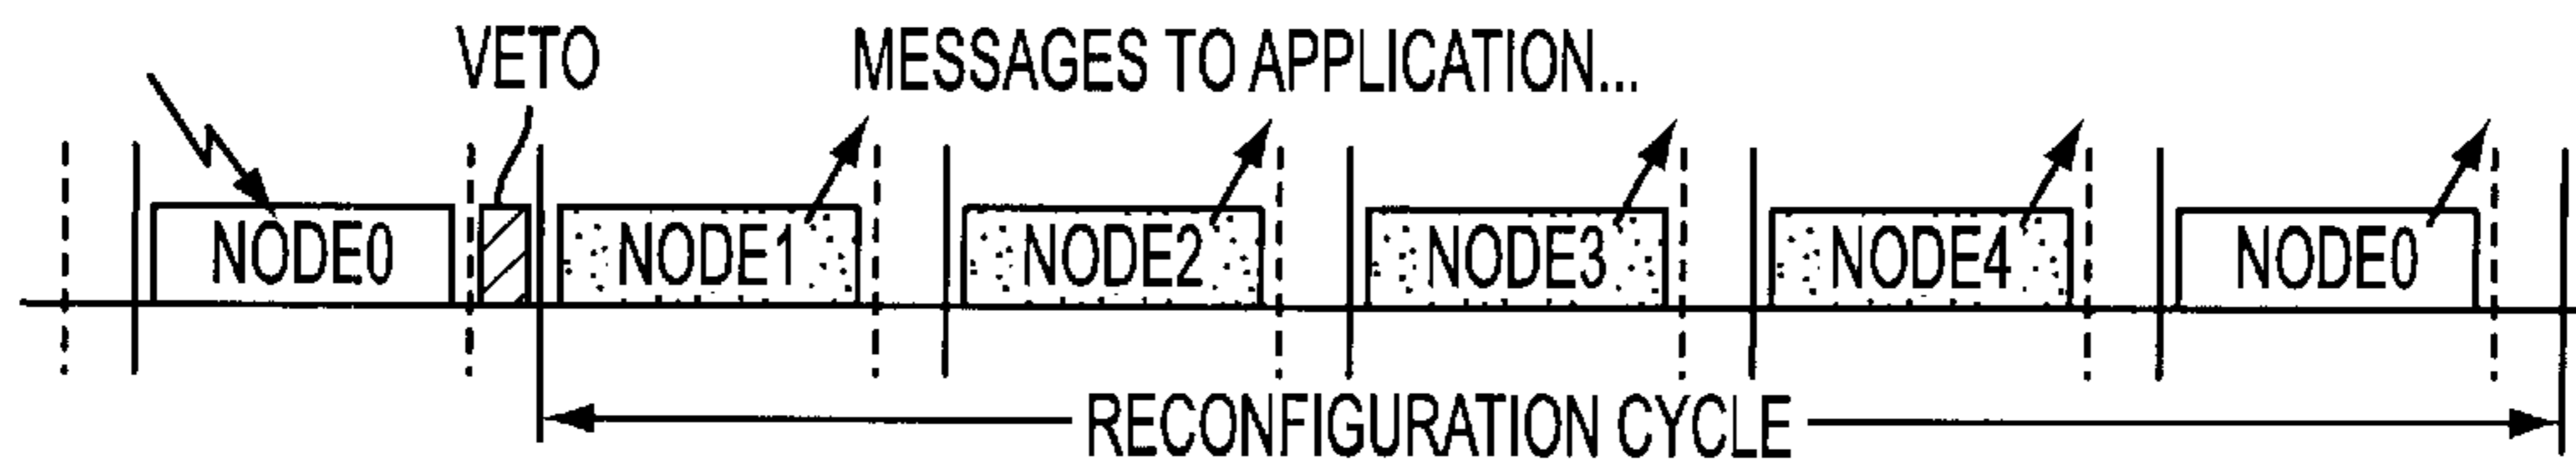 VETO MESSAGES TO APPLICATION...
NODE0 NODE1 NODE2 NODE3 NODE4 NODE0
RECONFIGURATION CYCLE